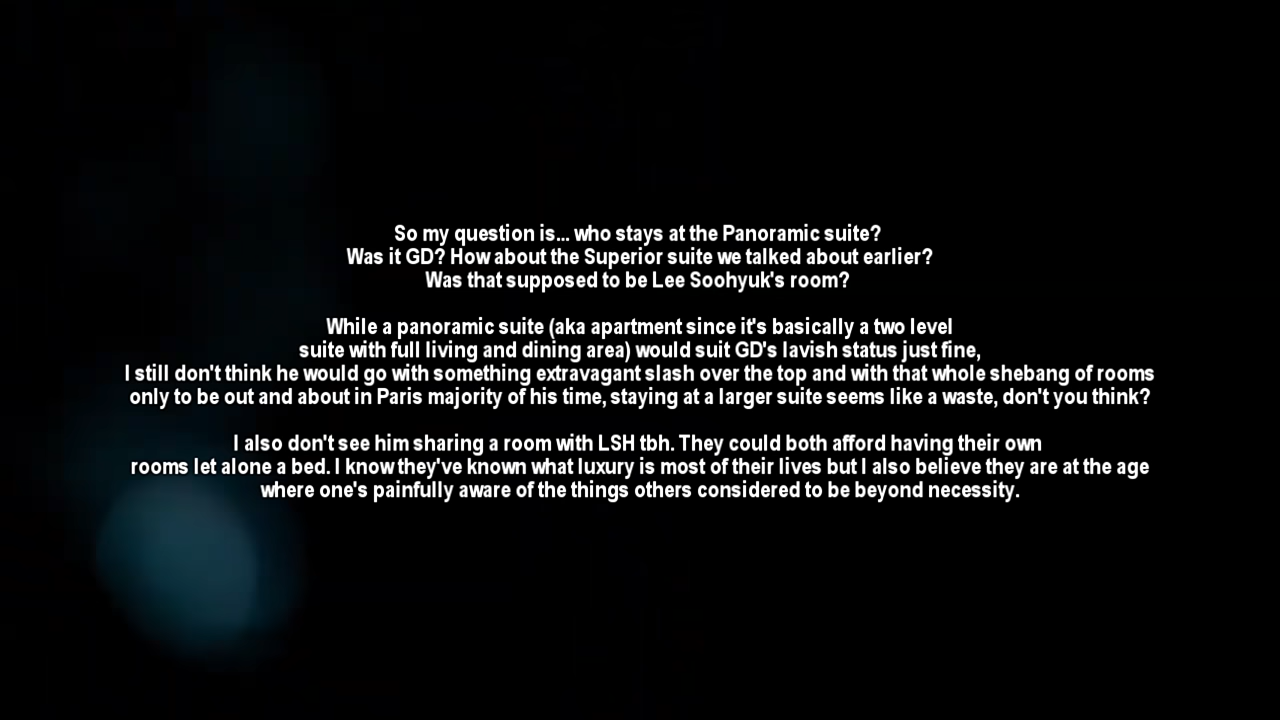 So my question is... who stays at the Panoramic suite?
Was it GD? How about the Superior suite we talked about earlier?
Was that supposed to be Lee Soohyuk's room?
While a panoramic suite (aka apartment since it's basically a two level
suite with full living and dining area) would suit GD's lavish status just fine,
I still don't think he would go with something extravagant slash over the top and with that whole shebang of rooms
only to be out and about in Paris majority of his time, staying at a larger suite seems like a waste, don't you think?
I also don't see him sharing a room with LSH tbh. They could both afford having their own
rooms let alone a bed. I know they've known what luxury is most of their lives but I also believe they are at the age
where one's painfully aware of the things others considered to be beyond necessity.